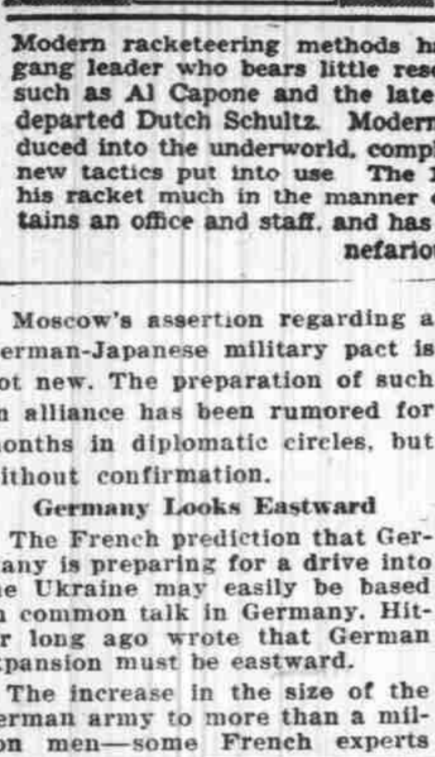 Modern racketeering methods
gang leader who bears little
such as Al Capone and the late
departed Dutch Schultz. Modern
duced into the underworld,
new tactics put into use. The
his racket much in the manner
tains an office and staff, and has
Moscow's assertion regarding a
erman-Japanese military pact is
ot new. The preparation of such
n alliance has been rumored for
onths in diplomatic circles, but
ithout confirmation.
Germany Looks Eastward
The French prediction that Ger-
any is preparing for a drive into
e Ukraine may easily be based
n common talk in Germany. Hit-
r long ago wrote that German
xpansion must be eastward.
The increase in the size of the
erman army to more than a mil-
on men—some French experts